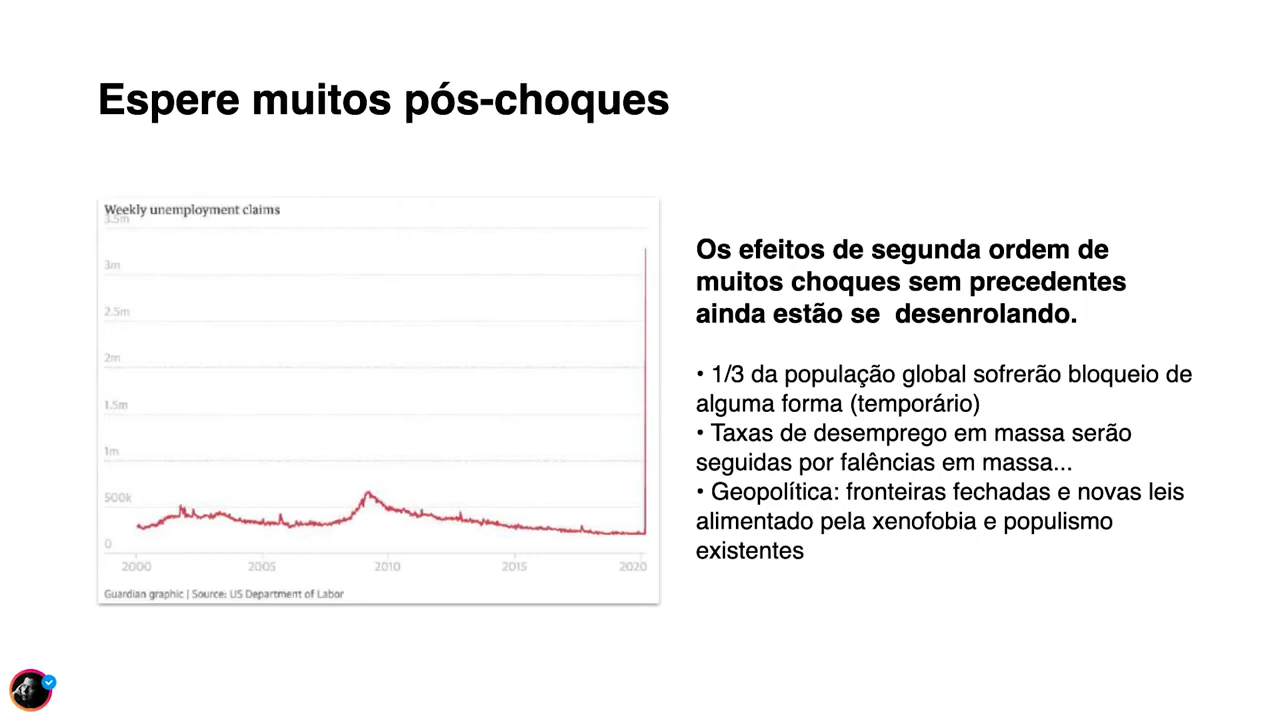 Espere muitos pós-choques
Weekly unemployment claims
3.5m
3m
2.5m
2m
1.5m
1m
500k
0
2000 2005 2010 2015 2020
Guardian graphic | Source: US Department of Labor
Os efeitos de segunda ordem de
muitos choques sem precedentes
ainda estão se desenrolando.
• 1/3 da população global sofrerão bloqueio de
alguma forma (temporário)
• Taxas de desemprego em massa serão
seguidas por falências em massa...
• Geopolítica: fronteiras fechadas e novas leis
alimentado pela xenofobia e populismo
existentes